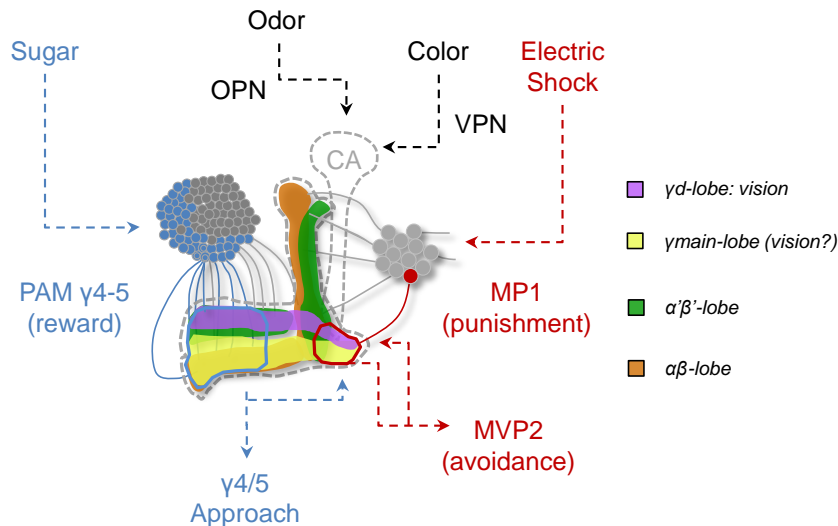 Odor
Sugar
Color
Electric
Shock
OPN
VPN
CA
γd-lobe: vision
γmain-lobe (vision?)
PAM γ4-5
(reward)
MP1
(punishment)
α'β'-lobe
αβ-lobe
MVP2
(avoidance)
γ4/5
Approach